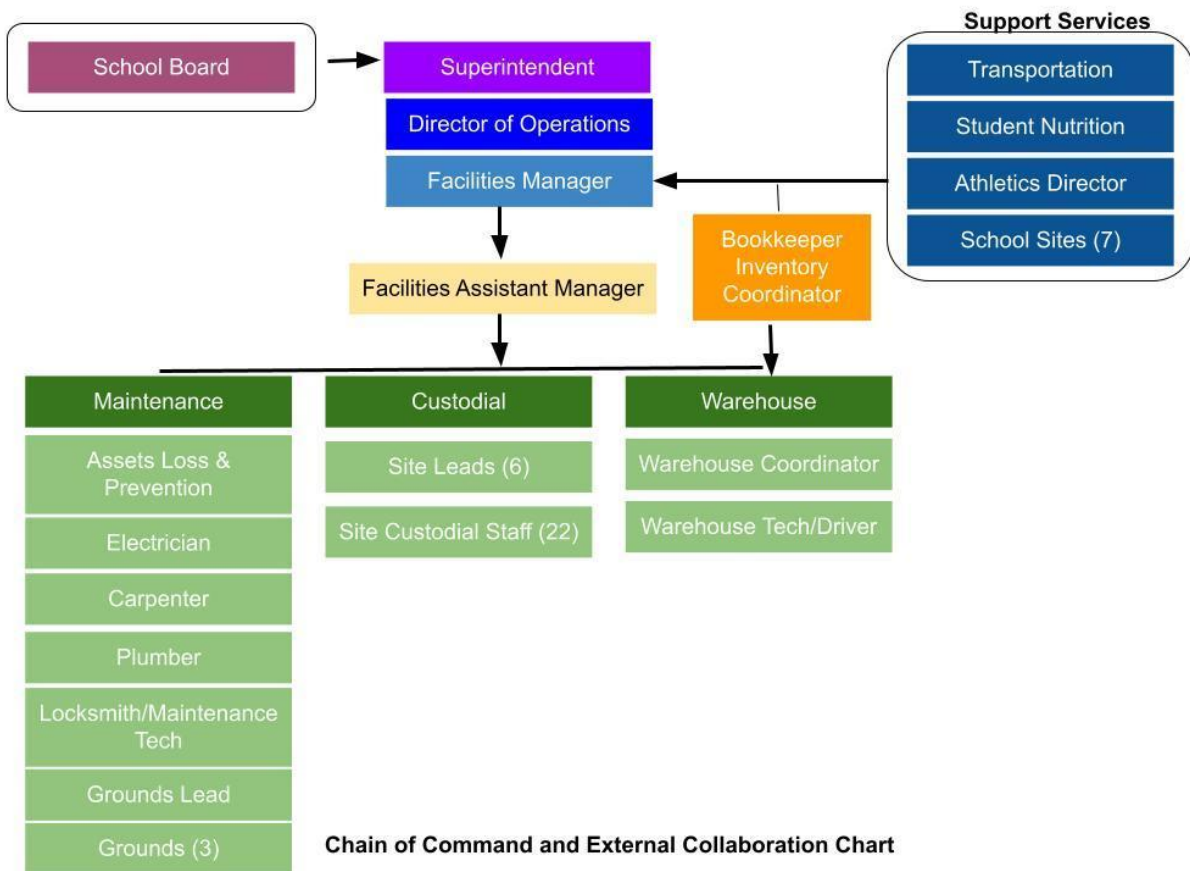 Support Services
School Board
Superintendent
Director of Operations
Facilities Manager
Transportation
Student Nutrition
Athletics Director
School Sites (7)
Bookkeeper
Inventory
Coordinator
Facilities Assistant Manager
Maintenance
Assets Loss &
Prevention
Electrician
Carpenter
Plumber
Locksmith/Maintenance
Tech
Grounds Lead
Grounds (3)
Custodial
Site Leads (6)
Site Custodial Staff (22)
Warehouse
Warehouse Coordinator
Warehouse Tech/Driver
Chain of Command and External Collaboration Chart